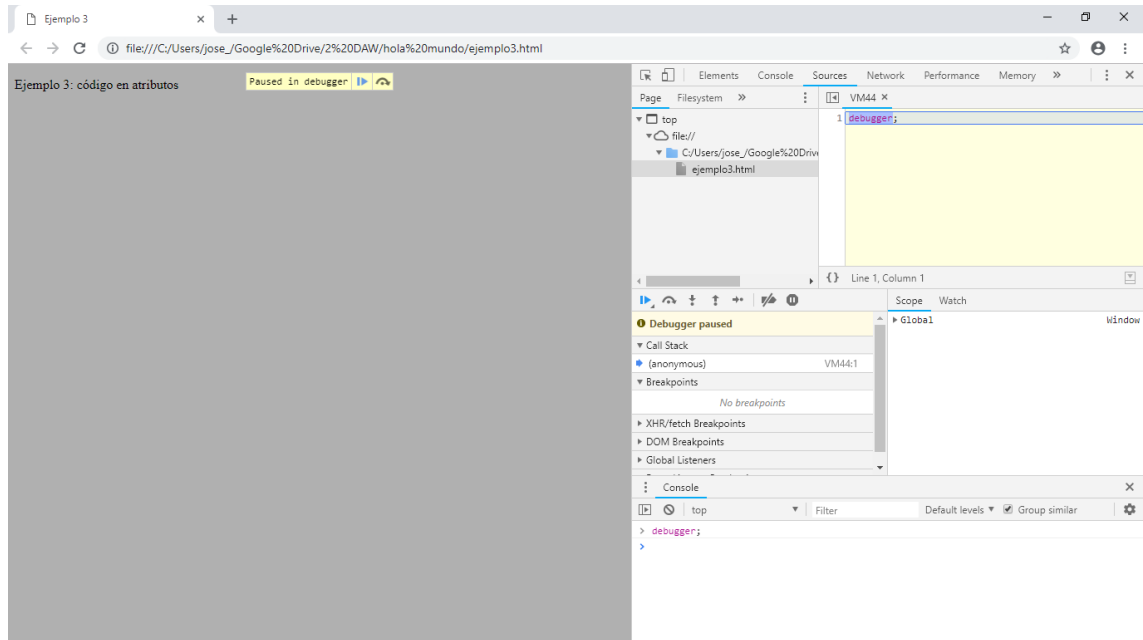 Ejemplo 3
file:///C:/Users/jose_/Google%20Drive/2%20DAW/hola%20mundo/ejemplo3.html
Ejemplo 3: código en atributos
Paused in debugger
Elements Console Sources Network Performance Memory »
Page Filesystem »
VM44 ×
top
file://
C:/Users/jose_/Google%20Driv
ejemplo3.html
1 debugger;
{} Line 1, Column 1
Scope Watch
Debugger paused
Global Window
Call Stack
(anonymous) VM44:1
Breakpoints
No breakpoints
XHR/fetch Breakpoints
DOM Breakpoints
Global Listeners
Console
top Filter Default levels ▼ Group similar
> debugger;
>